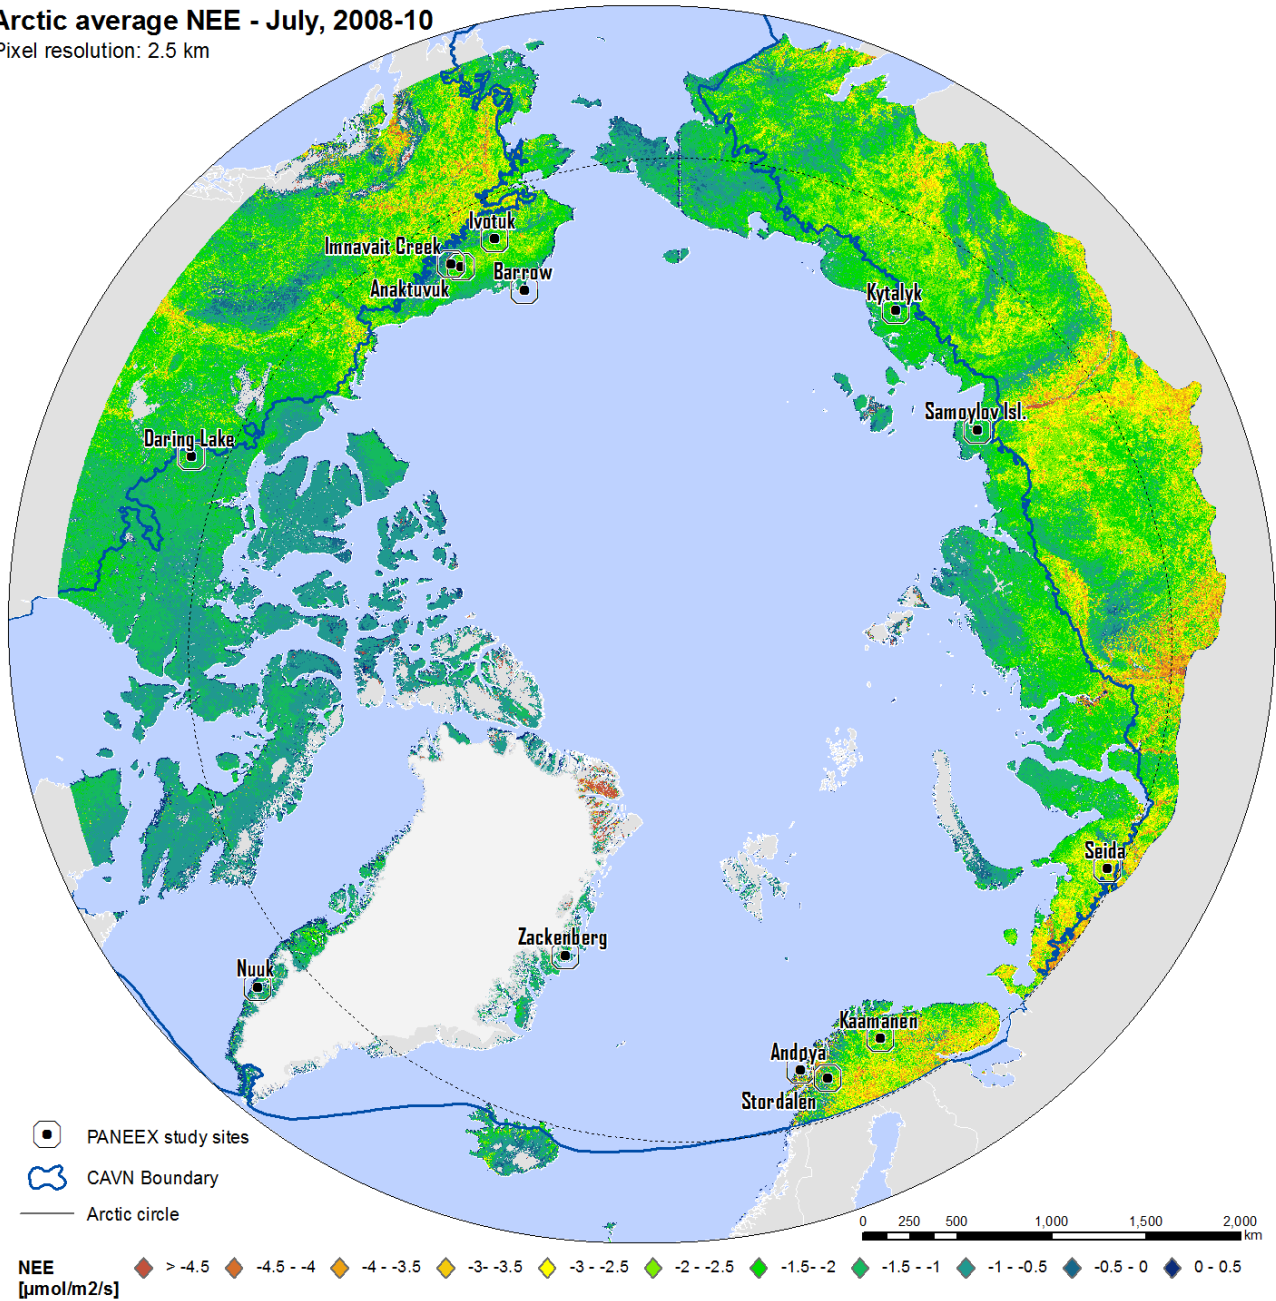 Arctic average NEE - July, 2008-10
Pixel resolution: 2.5 km
Ivotuk
Imnavait Creek
Barrow
Anaktuvuk
Kytalyk
Samoylov Isl.
Daring Lake
Seida
Zackenberg
Nuuk
Kaamanen
Andøya
Stordalen
PANEEX study sites
CAVN Boundary
Arctic circle
0 250 500 1,000 1,500 2,000
km
NEE > -4.5 -4.5 - -4 -4 - -3.5 -3.5 - -3 -3 - -2.5 -2 - -2.5 -1.5 - -2 -1.5 - -1 -1 - -0.5 -0.5 - 0 0 - 0.5
[µmol/m2/s]